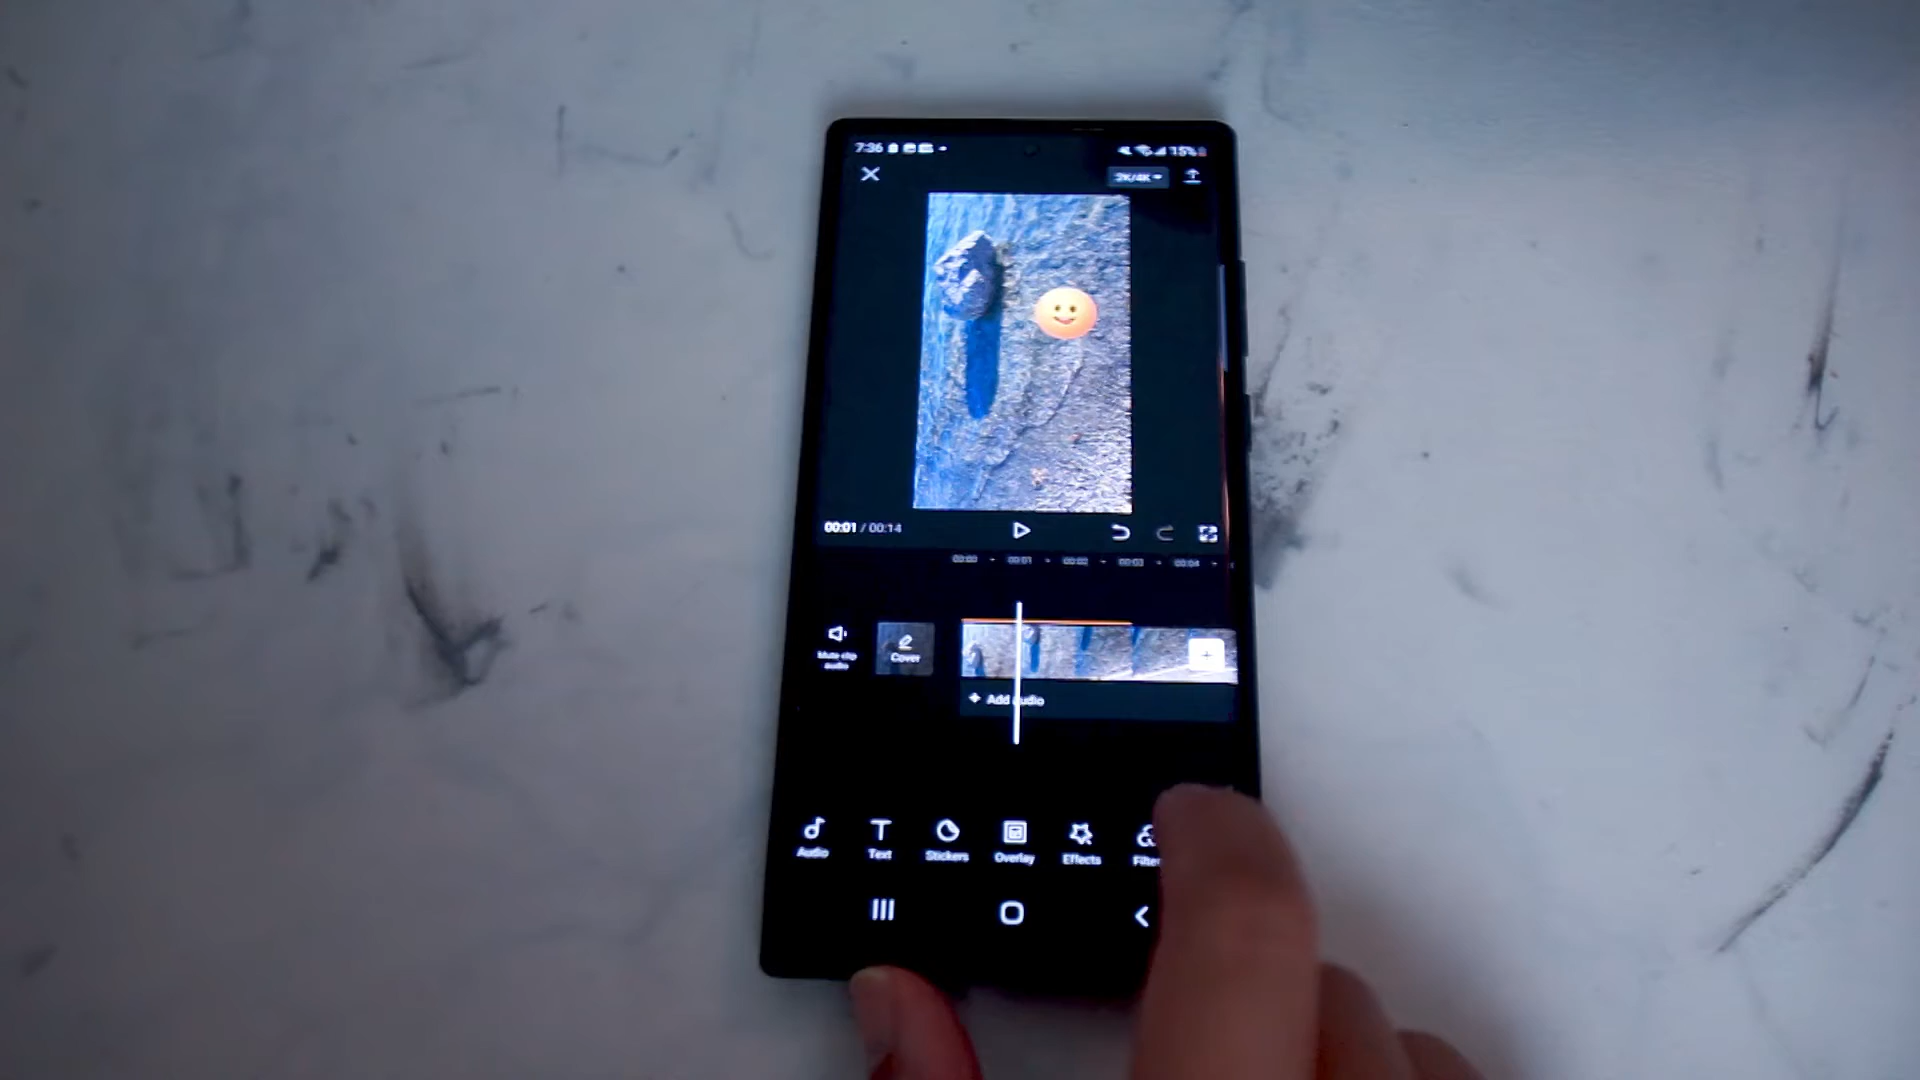 7:36 15%
2K/4K
00:01 / 00:14
00:00 00:01 00:02 00:03 00:04
Mute clip
audio
Cover
+ Add audio
Audio Text Stickers Overlay Effects Filter